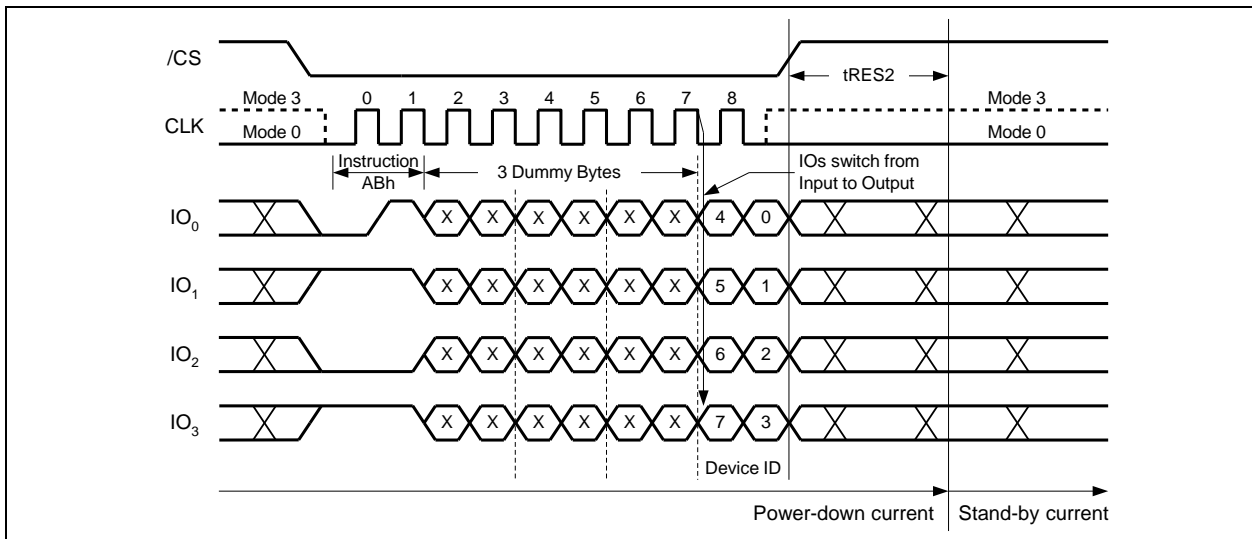 /CS
tRES2
0 1 2 3 4 5 6 7 8
Mode 3 Mode 3
CLK
Mode 0 Mode 0
Instruction
ABh
3 Dummy Bytes
IOs switch from
Input to Output
IO0 X X X X X X 4 0
IO1 X X X X X X 5 1
IO2 X X X X X X 6 2
IO3 X X X X X X 7 3
Device ID
Power-down current Stand-by current